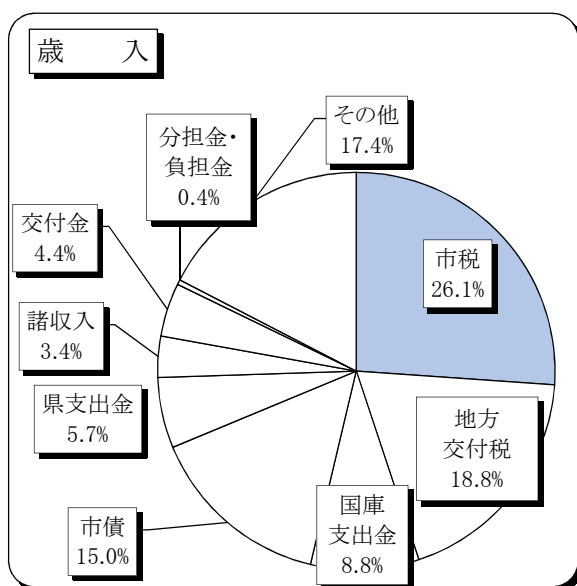 歳　入
その他
17.4%
分担金・
負担金
0.4%
交付金
4.4%
諸収入
3.4%
県支出金
5.7%
市債
15.0%
国庫
支出金
8.8%
地方
交付税
18.8%
市税
26.1%